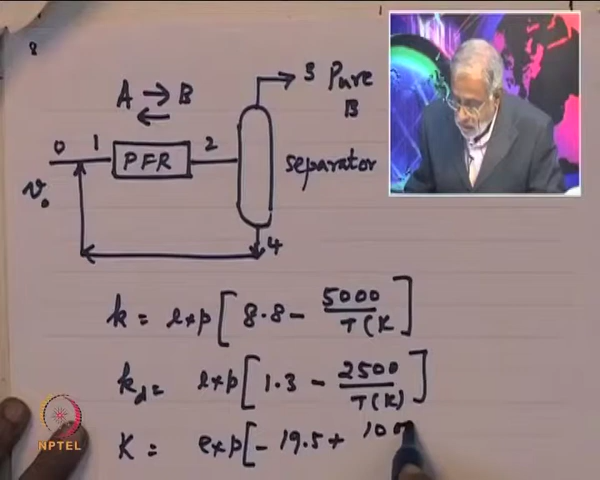 8
3 Pure B
A → B
←
0 1 PFR 2
separator
v₀
4
k = exp[8.8 - 5000 / T(K]
k_d = exp[1.3 - 2500 / T(K)]
K = exp[- 19.5 + 100
NPTEL